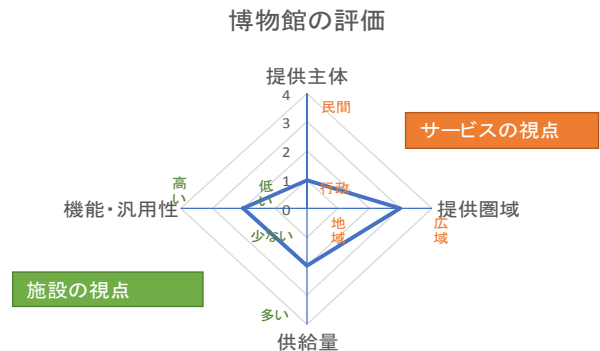 博物館の評価
提供主体
4
民間
3
サービスの視点
2
高い
低い
1
行政
機能・汎用性
0
提供圏域
地域
広域
少ない
施設の視点
多い
供給量